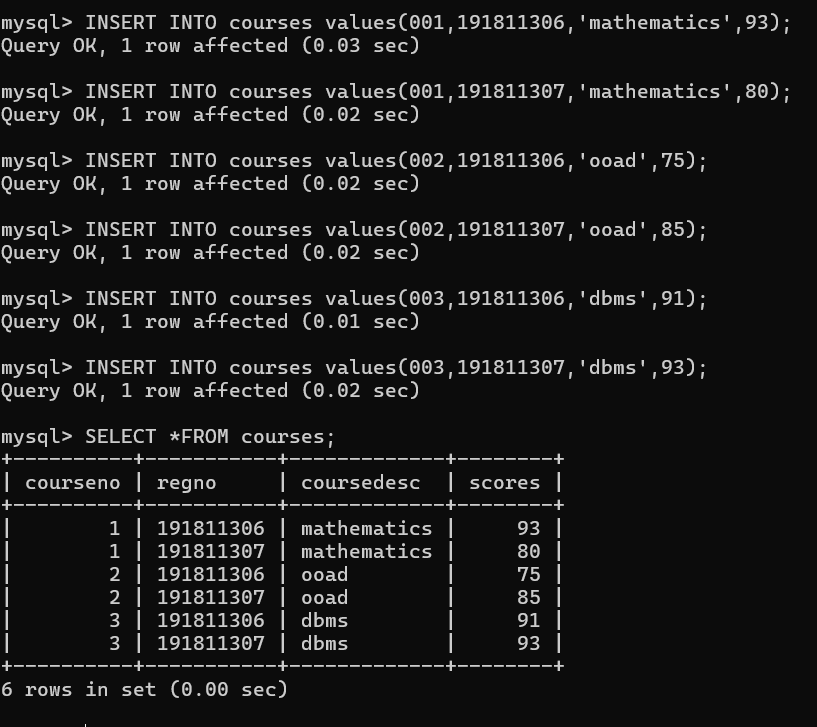 mysql> INSERT INTO courses values(001,191811306,'mathematics',93);
Query OK, 1 row affected (0.03 sec)
mysql> INSERT INTO courses values(001,191811307,'mathematics',80);
Query OK, 1 row affected (0.02 sec)
mysql> INSERT INTO courses values(002,191811306,'ooad',75);
Query OK, 1 row affected (0.02 sec)
mysql> INSERT INTO courses values(002,191811307,'ooad',85);
Query OK, 1 row affected (0.02 sec)
mysql> INSERT INTO courses values(003,191811306,'dbms',91);
Query OK, 1 row affected (0.01 sec)
mysql> INSERT INTO courses values(003,191811307,'dbms',93);
Query OK, 1 row affected (0.02 sec)
mysql> SELECT *FROM courses;
+----------+-----------+-------------+--------+
| courseno | regno     | coursedesc  | scores |
+----------+-----------+-------------+--------+
|        1 | 191811306 | mathematics |     93 |
|        1 | 191811307 | mathematics |     80 |
|        2 | 191811306 | ooad        |     75 |
|        2 | 191811307 | ooad        |     85 |
|        3 | 191811306 | dbms        |     91 |
|        3 | 191811307 | dbms        |     93 |
+----------+-----------+-------------+--------+
6 rows in set (0.00 sec)